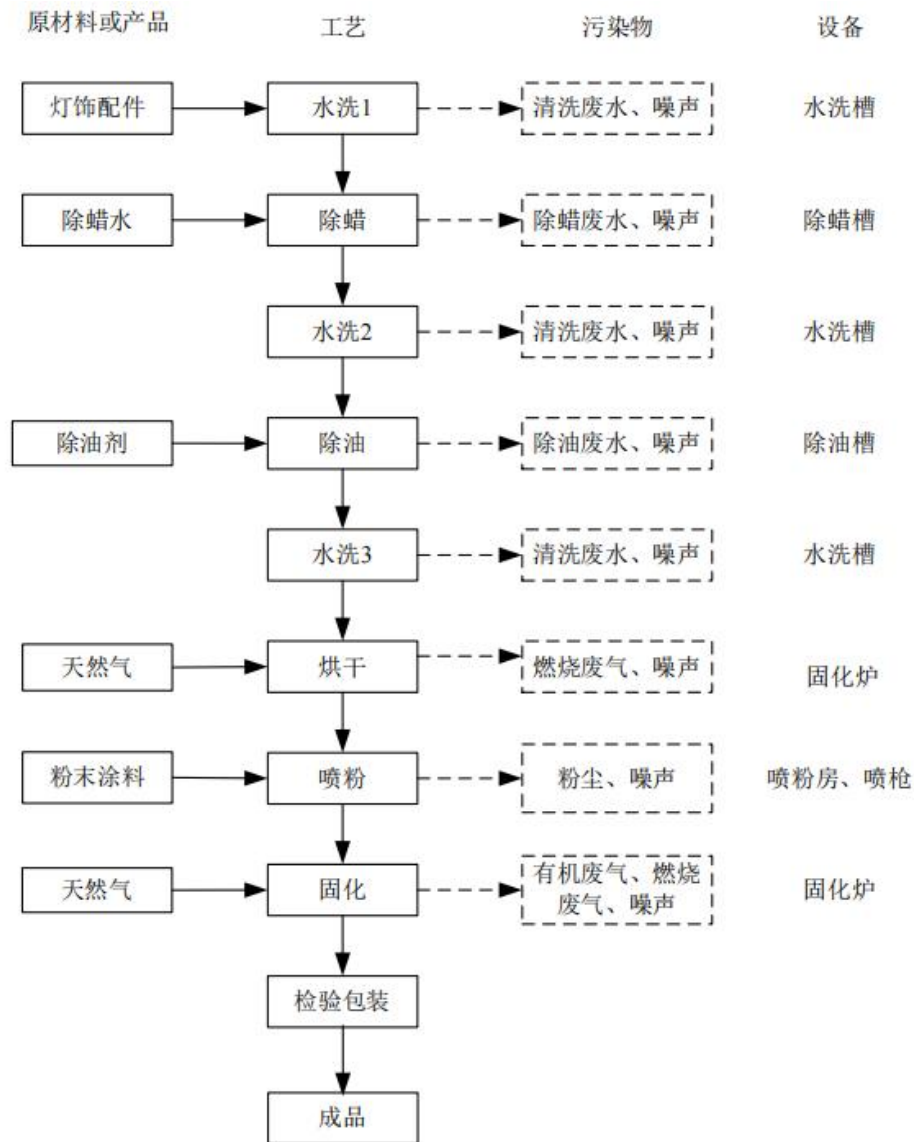 原材料或产品 工艺 污染物 设备
灯饰配件 水洗1 清洗废水、噪声 水洗槽
除蜡水 除蜡 除蜡废水、噪声 除蜡槽
水洗2 清洗废水、噪声 水洗槽
除油剂 除油 除油废水、噪声 除油槽
水洗3 清洗废水、噪声 水洗槽
天然气 烘干 燃烧废气、噪声 固化炉
粉末涂料 喷粉 粉尘、噪声 喷粉房、喷枪
天然气 固化 有机废气、燃烧
废气、噪声 固化炉
检验包装
成品